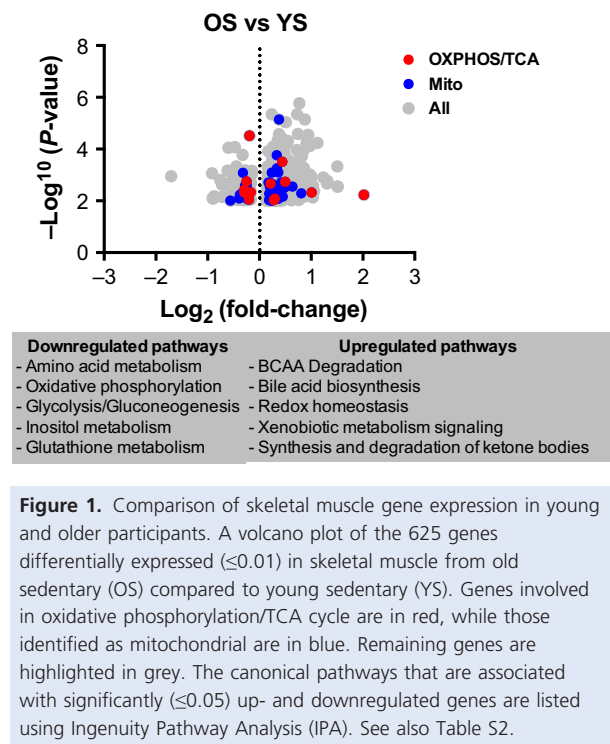 OS vs YS
8
6
4
2
0
–Log¹⁰ (P-value)
–3 –2 –1 0 1 2 3
Log₂ (fold-change)
OXPHOS/TCA
Mito
All
Downregulated pathways
- Amino acid metabolism
- Oxidative phosphorylation
- Glycolysis/Gluconeogenesis
- Inositol metabolism
- Glutathione metabolism
Upregulated pathways
- BCAA Degradation
- Bile acid biosynthesis
- Redox homeostasis
- Xenobiotic metabolism signaling
- Synthesis and degradation of ketone bodies
Figure 1. Comparison of skeletal muscle gene expression in young
and older participants. A volcano plot of the 625 genes
differentially expressed (≤0.01) in skeletal muscle from old
sedentary (OS) compared to young sedentary (YS). Genes involved
in oxidative phosphorylation/TCA cycle are in red, while those
identified as mitochondrial are in blue. Remaining genes are
highlighted in grey. The canonical pathways that are associated
with significantly (≤0.05) up- and downregulated genes are listed
using Ingenuity Pathway Analysis (IPA). See also Table S2.